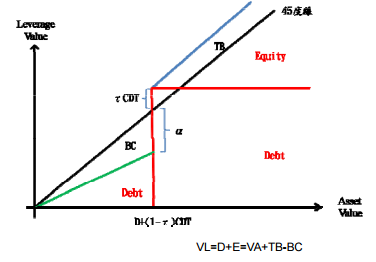 Leverage
Value
45度線
TB
Equity
τCDT
α
BC
Debt
Debt
D+(1-τ)CDT
Asset
Value
VL=D+E=VA+TB-BC